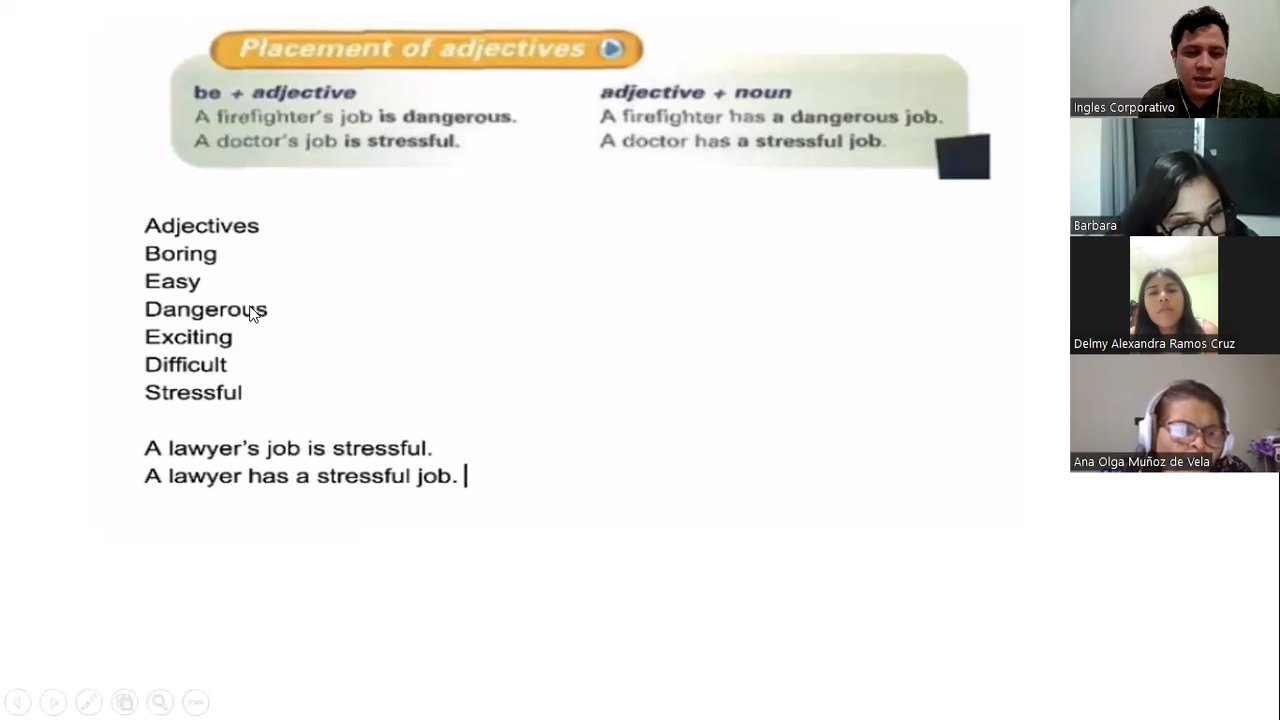 Placement of adjectives
be + adjective
A firefighter's job is dangerous.
A doctor's job is stressful.
adjective + noun
A firefighter has a dangerous job.
A doctor has a stressful job.
Adjectives
Boring
Easy
Dangerous
Exciting
Difficult
Stressful
A lawyer's job is stressful.
A lawyer has a stressful job.
Ingles Corporativo
Barbara
Delmy Alexandra Ramos Cruz
Ana Olga Muñoz de Vela